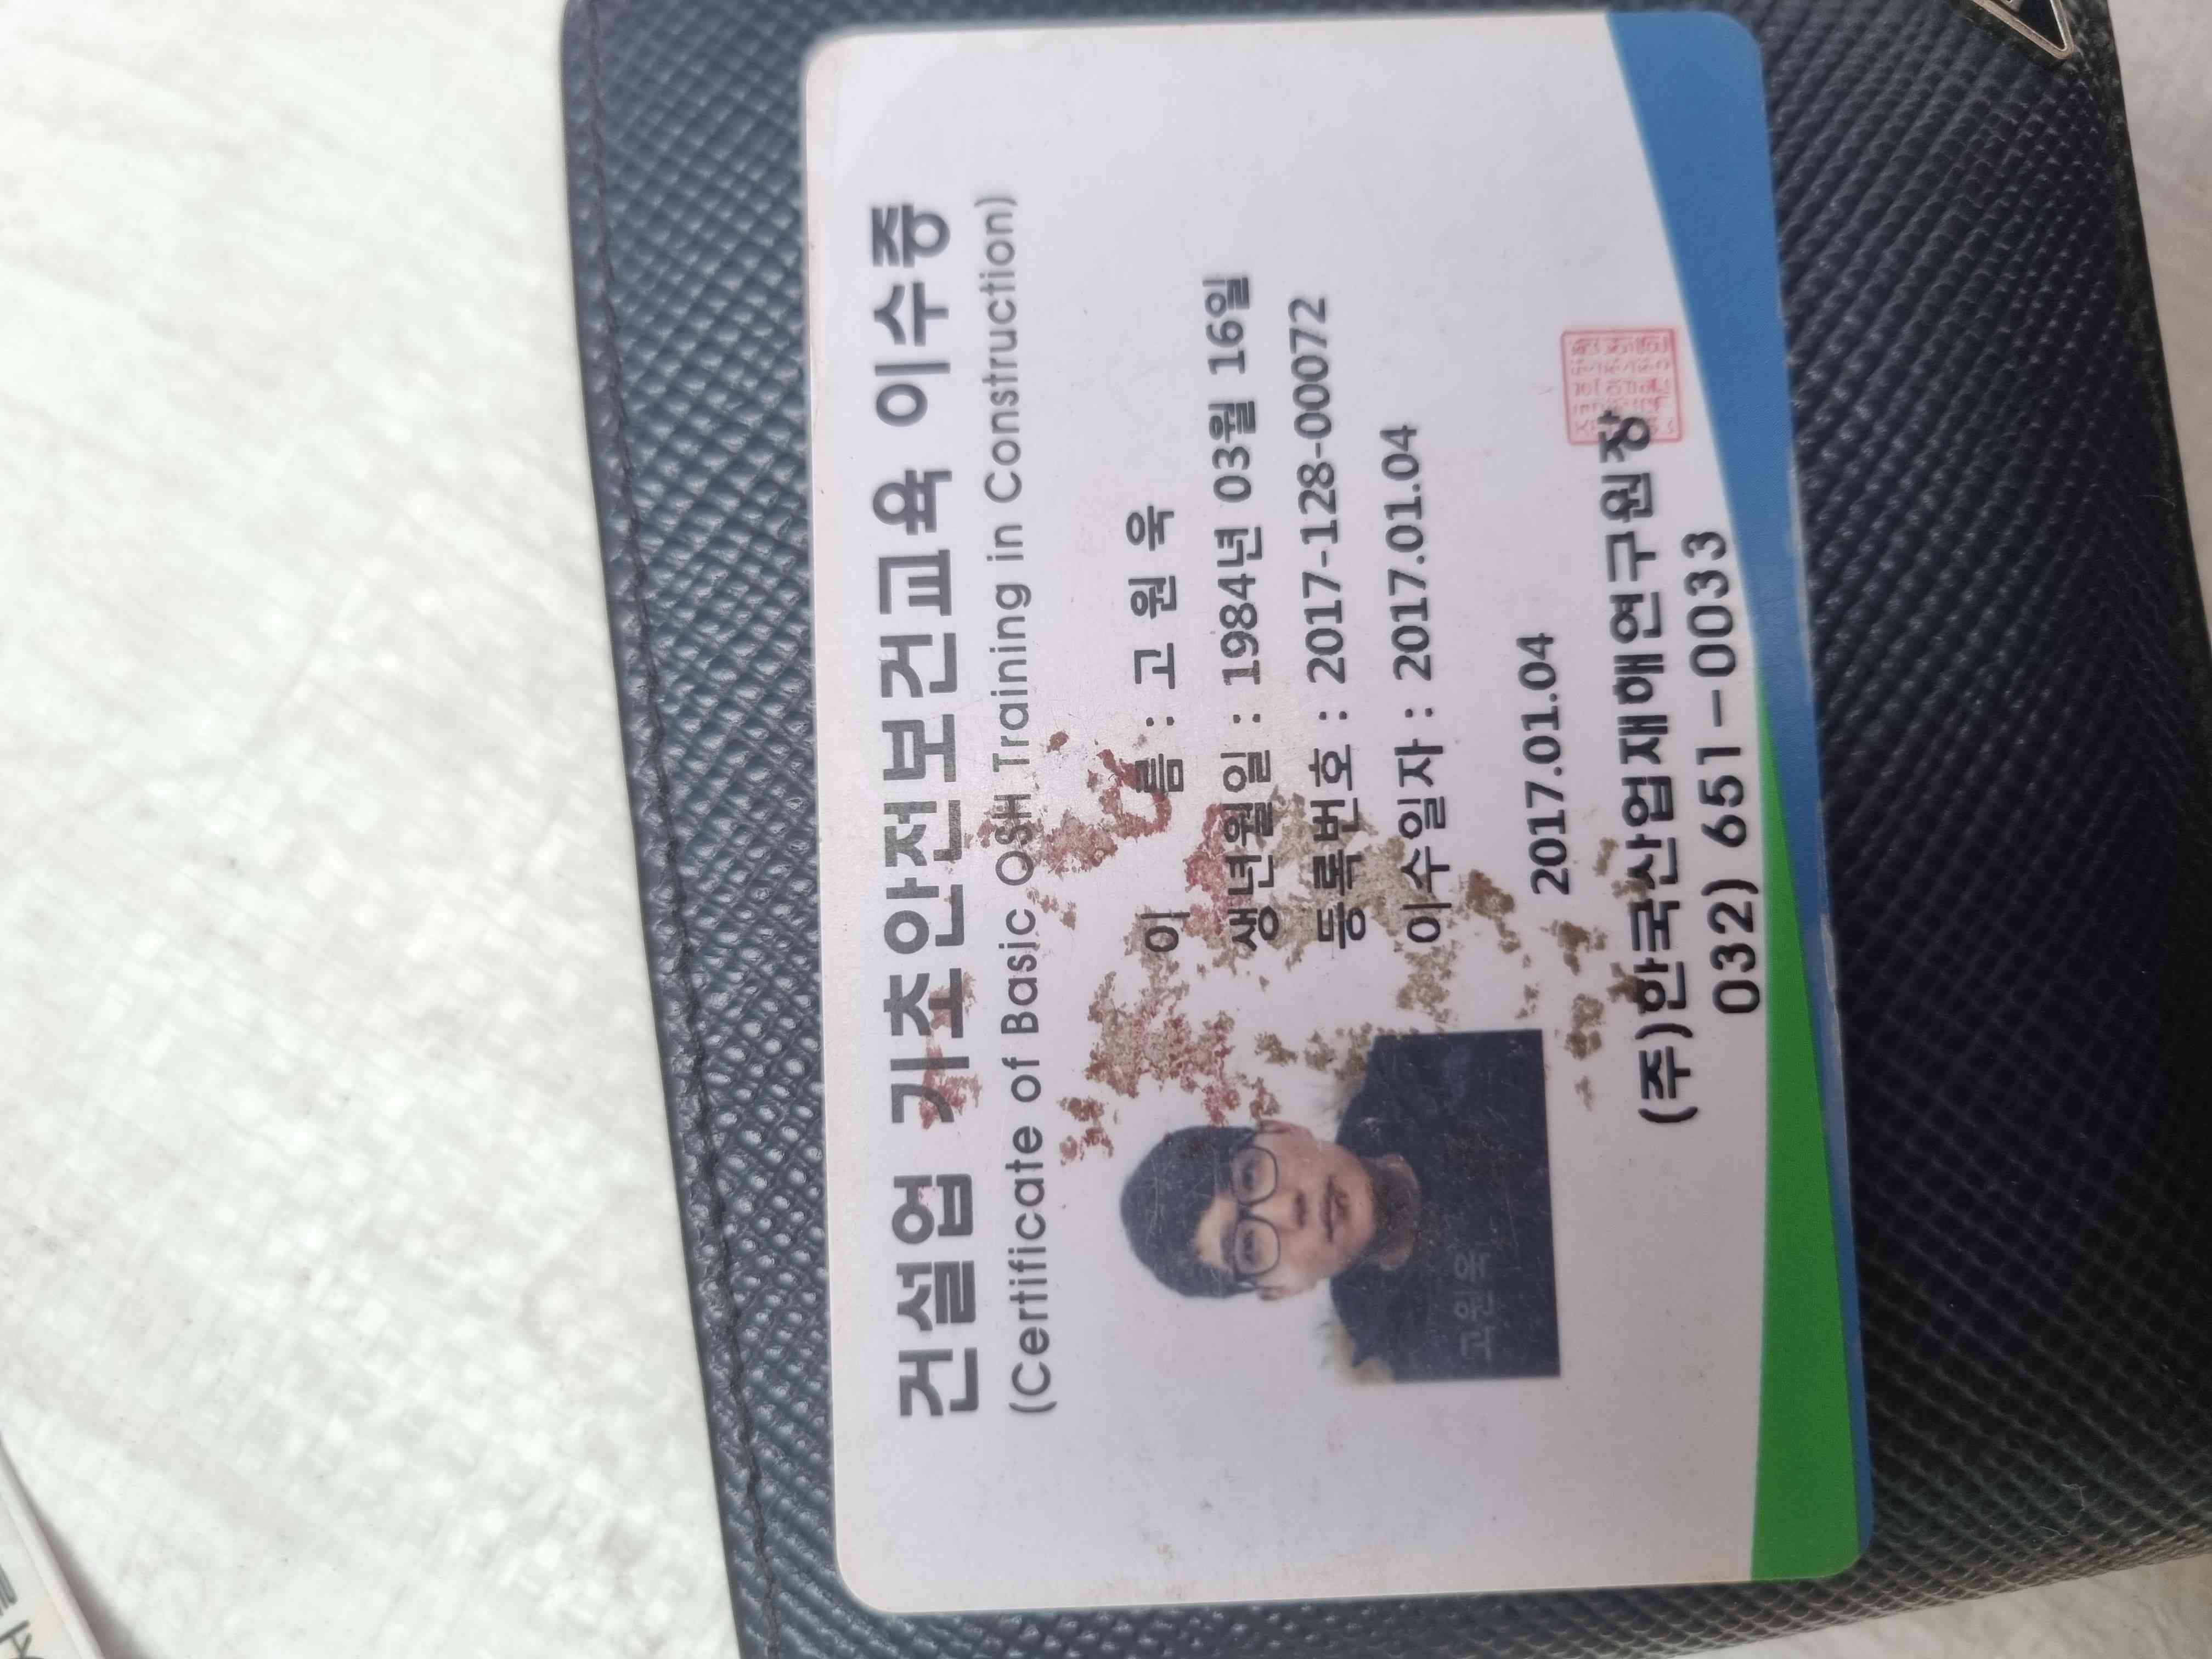 건설업 기초안전보건교육 이수증
(Certificate of Basic OSH Training in Construction)
이 름 : 고 원 욱
생년월일 : 1984년 03월 16일
등록번호 : 2017-128-00072
이수일자 : 2017.01.04
고원욱
2017.01.04
(주)한국산업재해연구원장
032) 651-0033